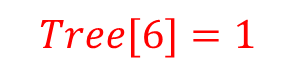 Tree[6] = 1